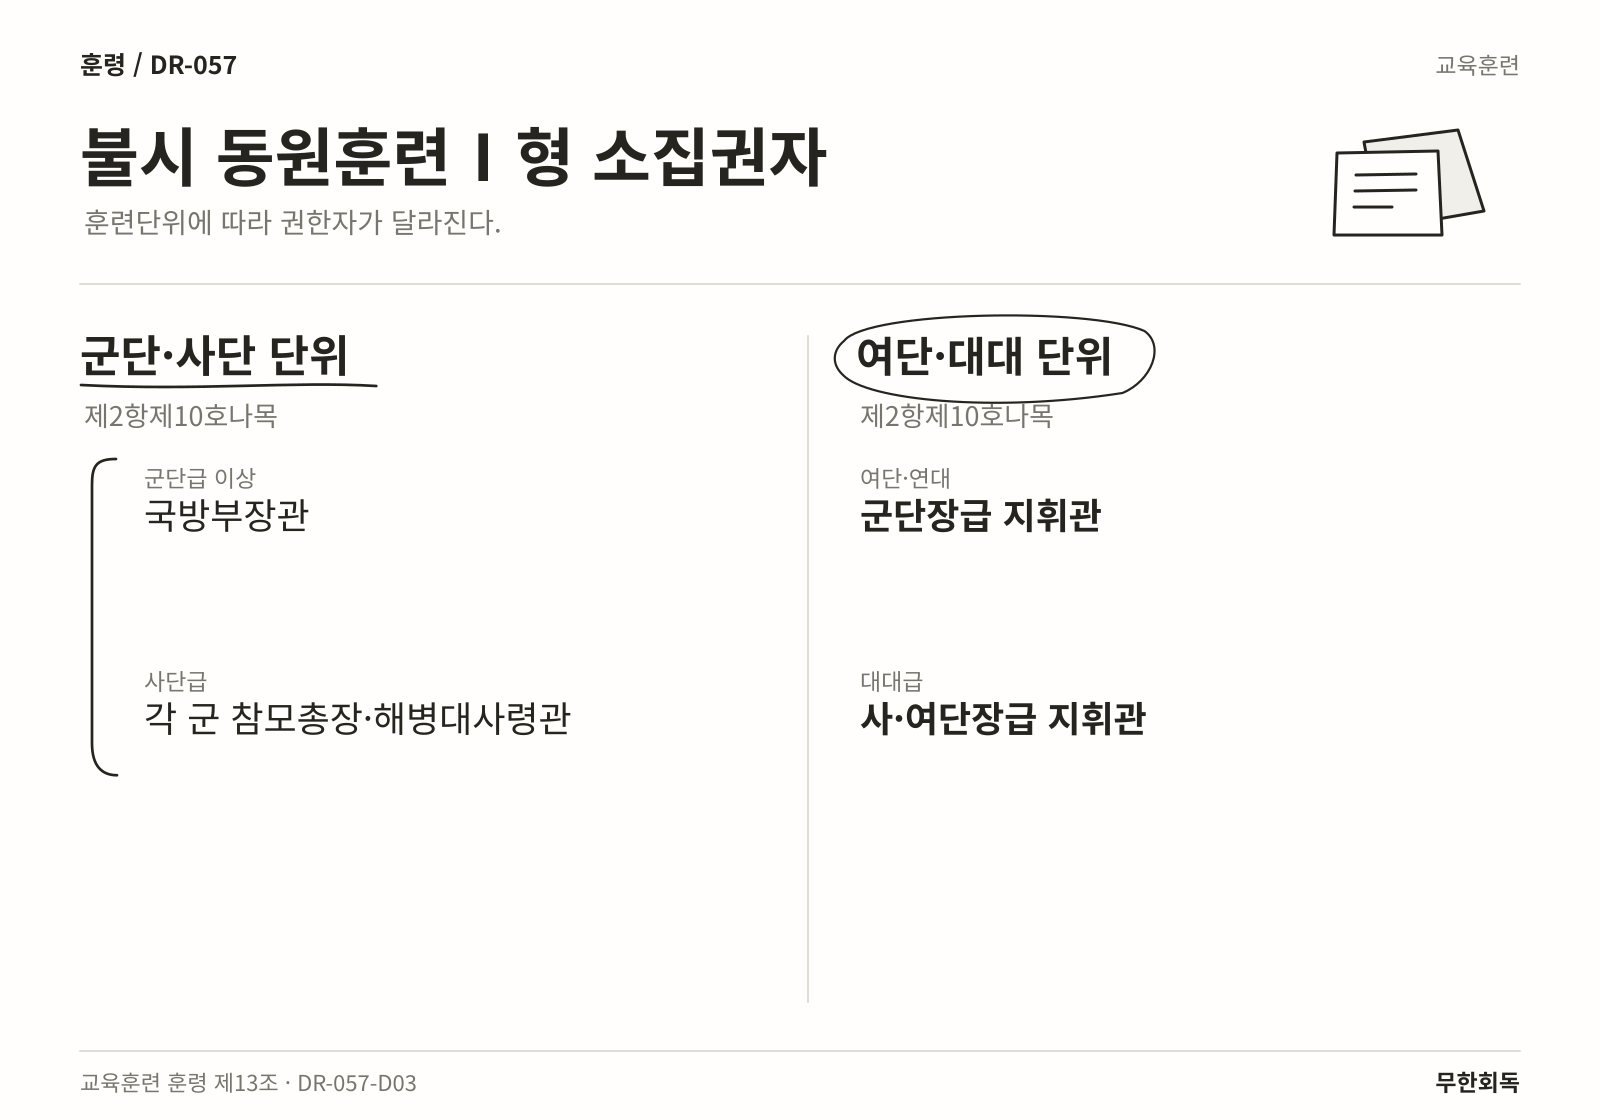 훈령 / DR-057
교육훈련
불시 동원훈련 I 형 소집권자
훈련단위에 따라 권한자가 달라진다.
군단·사단 단위
제2항제10호나목
군단급 이상
국방부장관
사단급
각 군 참모총장·해병대사령관
여단·대대 단위
제2항제10호나목
여단·연대
군단장급 지휘관
대대급
사·여단장급 지휘관
교육훈련 훈령 제13조 · DR-057-D03
무한회독